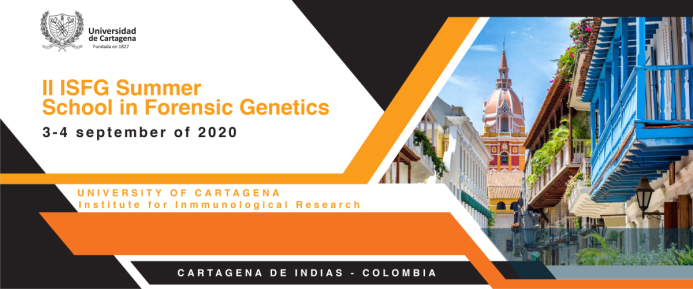 Universidad
de Cartagena
Fundada en 1827
II ISFG Summer
School in Forensic Genetics
3-4 september of 2020
UNIVERSITY OF CARTAGENA
Institute for Inmmunological Research
CARTAGENA DE INDIAS - COLOMBIA